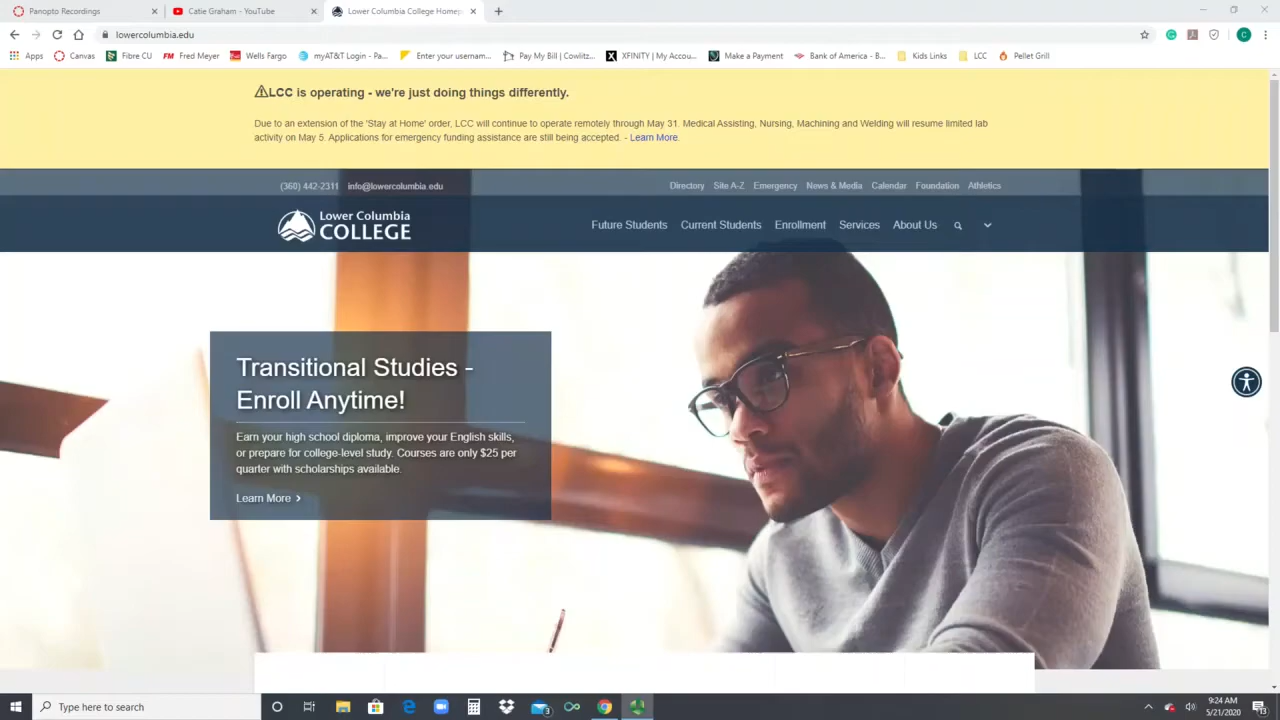 Panopto Recordings
Catie Graham - YouTube
Lower Columbia College Home
lowercolumbia.edu
C
Apps
Canvas
Fibre CU
FM Fred Meyer
Wells Fargo
myAT&T Login - Pa...
Enter your usernam...
Pay My Bill | Cowlitz...
X XFINITY | My Accou...
Make a Payment
Bank of America - B...
Kids Links
LCC
Pellet Grill
LCC is operating - we're just doing things differently.
Due to an extension of the 'Stay at Home' order, LCC will continue to operate remotely through May 31. Medical Assisting, Nursing, Machining and Welding will resume limited lab
activity on May 5. Applications for emergency funding assistance are still being accepted. - Learn More.
(360) 442-2311 info@lowercolumbia.edu
Directory Site A-Z Emergency News & Media Calendar Foundation Athletics
Lower Columbia
COLLEGE
Future Students Current Students Enrollment Services About Us
Transitional Studies -
Enroll Anytime!
Earn your high school diploma, improve your English skills,
or prepare for college-level study. Courses are only $25 per
quarter with scholarships available.
Learn More
Type here to search
3
9:24 AM
5/21/2020
13